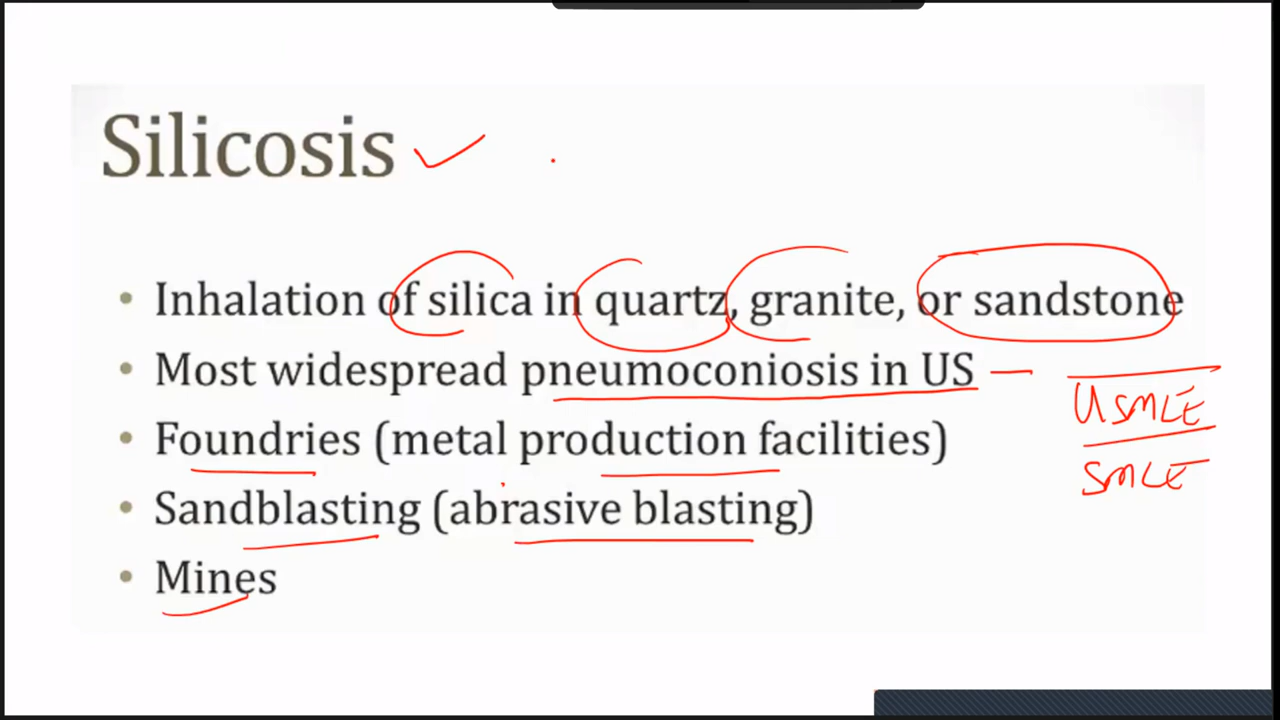 Silicosis
• Inhalation of silica in quartz, granite, or sandstone
• Most widespread pneumoconiosis in US
USMLE
• Foundries (metal production facilities)
SMLE
• Sandblasting (abrasive blasting)
• Mines